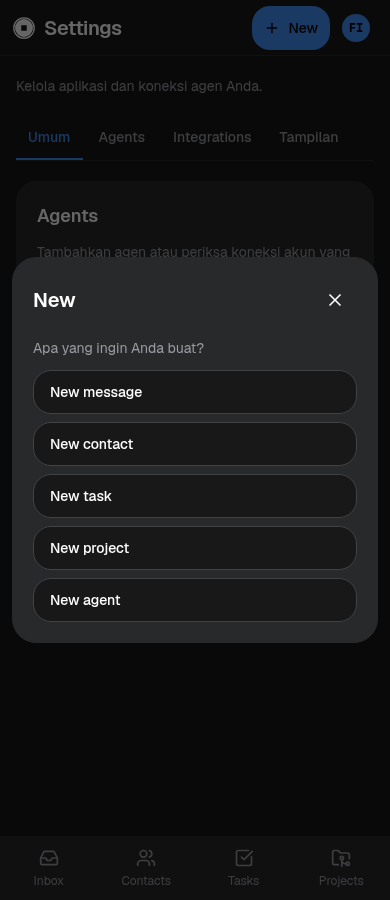 Settings
New
FI
Kelola aplikasi dan koneksi agen Anda.
Umum
Agents
Integrations
Tampilan
Agents
Tambahkan agen atau periksa koneksi akun yang
New
Apa yang ingin Anda buat?
New message
New contact
New task
New project
New agent
Inbox
Contacts
Tasks
Projects